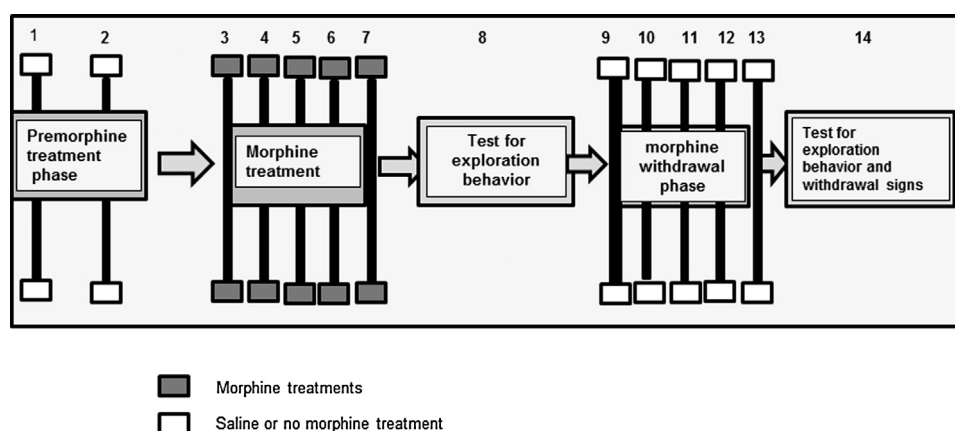 1 2 3 4 5 6 7 8 9 10 11 12 13 14
Premorphine
treatment
phase
Morphine
treatment
Test for
exploration
behavior
morphine
withdrawal
phase
Test for
exploration
behavior and
withdrawal signs
Morphine treatments
Saline or no morphine treatment